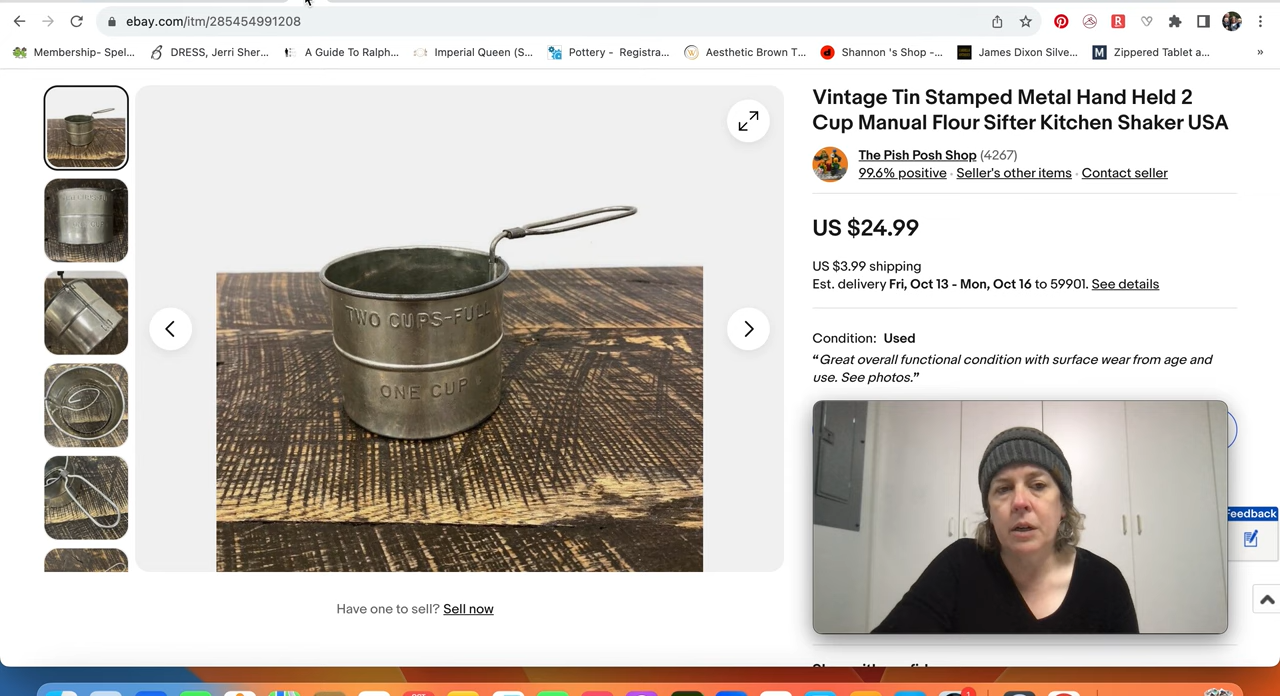 ebay.com/itm/285454991208
Membership- Spel...
DRESS, Jerri Sher...
A Guide To Ralph...
Imperial Queen (S...
Pottery - Registra...
Aesthetic Brown T...
Shannon 's Shop -...
James Dixon Silve...
Zippered Tablet a...
»
Vintage Tin Stamped Metal Hand Held 2
Cup Manual Flour Sifter Kitchen Shaker USA
The Pish Posh Shop (4267)
99.6% positive · Seller's other items · Contact seller
US $24.99
US $3.99 shipping
Est. delivery Fri, Oct 13 - Mon, Oct 16 to 59901. See details
Condition: Used
“Great overall functional condition with surface wear from age and
use. See photos.”
TWO CUPS-FULL
ONE CUP
Feedback
Have one to sell? Sell now